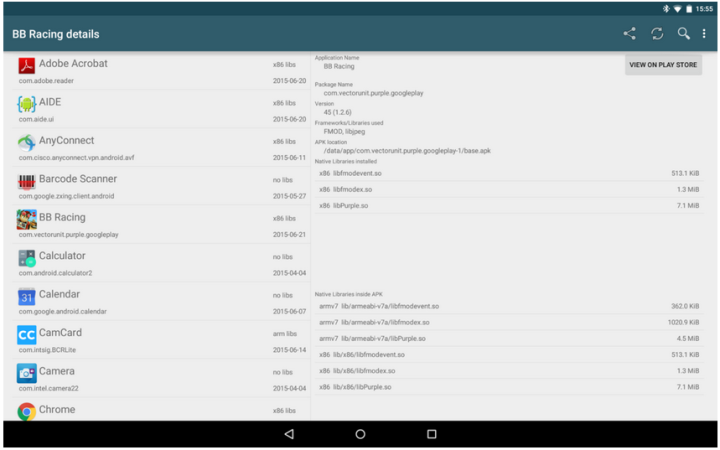 15:55
BB Racing details
Adobe Acrobat
x86 libs
com.adobe.reader
2015-06-20
AIDE
x86 libs
com.aide.ui
2015-06-20
AnyConnect
x86 libs
com.cisco.anyconnect.vpn.android.avf
2015-06-11
Barcode Scanner
no libs
com.google.zxing.client.android
2015-05-27
BB Racing
x86 libs
com.vectorunit.purple.googleplay
2015-06-21
Calculator
no libs
com.android.calculator2
2015-04-04
31
Calendar
no libs
com.google.android.calendar
2015-06-07
CC
CamCard
arm libs
com.intsig.BCRLite
2015-06-14
Camera
no libs
com.intel.camera22
2015-04-04
Chrome
x86 libs
Application Name
BB Racing
VIEW ON PLAY STORE
Package Name
com.vectorunit.purple.googleplay
Version
45 (1.2.6)
Frameworks/Libraries used
FMOD, libjpeg
APK location
/data/app/com.vectorunit.purple.googleplay-1/base.apk
Native Libraries installed
x86 libfmodevent.so 513.1 KiB
x86 libfmodex.so 1.3 MiB
x86 libPurple.so 7.1 MiB
Native Libraries inside APK
armv7 lib/armeabi-v7a/libfmodevent.so 362.0 KiB
armv7 lib/armeabi-v7a/libfmodex.so 1020.9 KiB
armv7 lib/armeabi-v7a/libPurple.so 4.5 MiB
x86 lib/x86/libfmodevent.so 513.1 KiB
x86 lib/x86/libfmodex.so 1.3 MiB
x86 lib/x86/libPurple.so 7.1 MiB